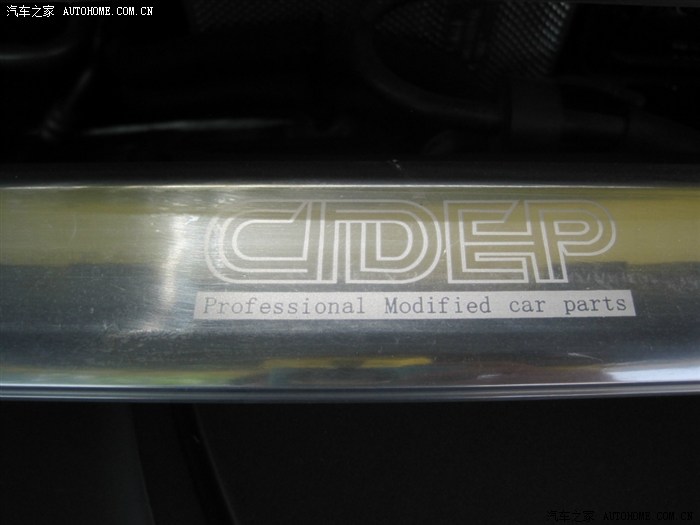 汽车之家 AUTOHOME.COM.CN
CDEP
Professional Modified car parts
汽车之家 AUTOHOME.COM.CN